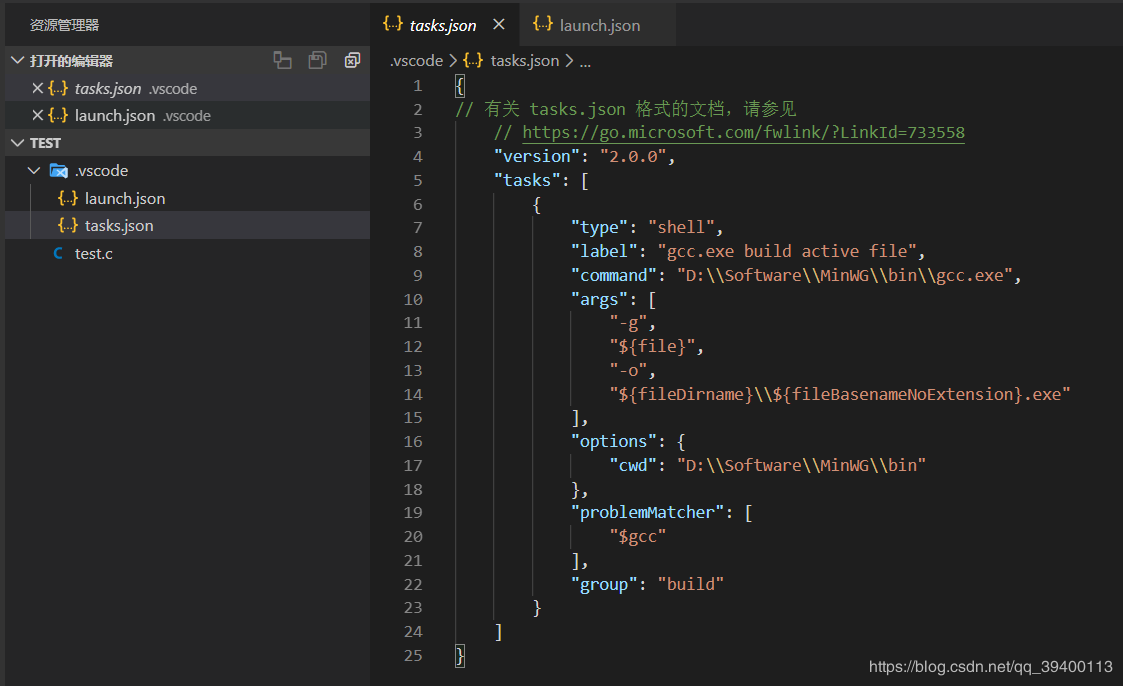 资源管理器
打开的编辑器
tasks.json .vscode
launch.json .vscode
TEST
.vscode
launch.json
tasks.json
C test.c
{..} tasks.json
{..} launch.json
.vscode > {..} tasks.json > ...
1 {
2 // 有关 tasks.json 格式的文档，请参见
3 // https://go.microsoft.com/fwlink/?LinkId=733558
4 "version": "2.0.0",
5 "tasks": [
6 {
7 "type": "shell",
8 "label": "gcc.exe build active file",
9 "command": "D:\\Software\\MinWG\\bin\\gcc.exe",
10 "args": [
11 "-g",
12 "${file}",
13 "-o",
14 "${fileDirname}\\${fileBasenameNoExtension}.exe"
15 ],
16 "options": {
17 "cwd": "D:\\Software\\MinWG\\bin"
18 },
19 "problemMatcher": [
20 "$gcc"
21 ],
22 "group": "build"
23 }
24 ]
25 }
https://blog.csdn.net/qq_39400113